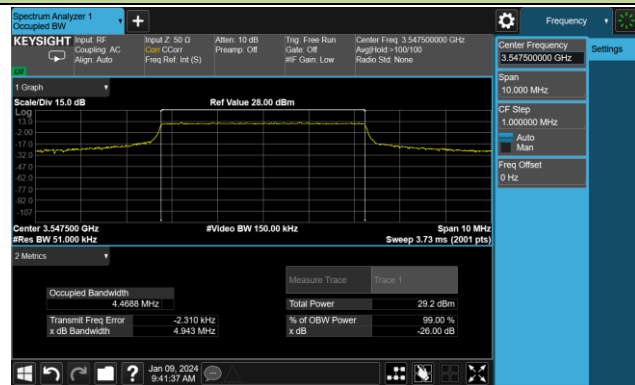 Spectrum Analyzer 1
Occupied BW
Frequency
KEYSIGHT
Input: RF
Coupling: AC
Align: Auto
Input Z: 50 Ω
Corr CCorr
Freq Ref: Int (S)
Atten: 10 dB
Preamp: Off
Trig: Free Run
Gate: Off
#IF Gain: Low
Center Freq: 3.547500000 GHz
Avg|Hold:>100/100
Radio Std: None
Center Frequency
3.547500000 GHz
Settings
Span
10.000 MHz
CF Step
1.000000 MHz
Auto
Man
Freq Offset
0 Hz
1 Graph
Scale/Div 15.0 dB
Ref Value 28.00 dBm
Log
13.0
-2.00
-17.0
-32.0
-47.0
-62.0
-77.0
-92.0
-107
Center 3.547500 GHz
#Video BW 150.00 kHz
Span 10 MHz
#Res BW 51.000 kHz
Sweep 3.73 ms (2001 pts)
2 Metrics
Measure Trace
Trace 1
Occupied Bandwidth
4.4688 MHz
Total Power
29.2 dBm
Transmit Freq Error
-2.310 kHz
% of OBW Power
99.00 %
x dB Bandwidth
4.943 MHz
x dB
-26.00 dB
?
Jan 09, 2024
9:41:37 AM